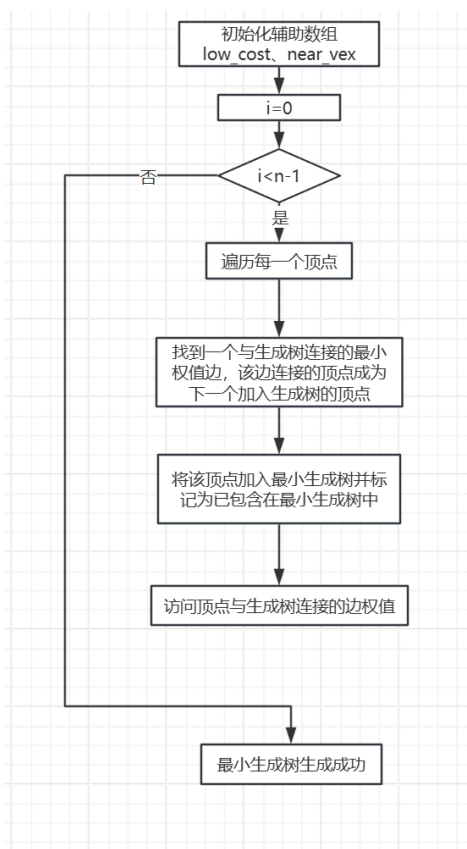 初始化辅助数组
low_cost、near_vex
i=0
i<n-1
否
是
遍历每一个顶点
找到一个与生成树连接的最小
权值边，该边连接的顶点成为
下一个加入生成树的顶点
将该顶点加入最小生成树并标
记为已包含在最小生成树中
访问顶点与生成树连接的边权值
最小生成树生成成功